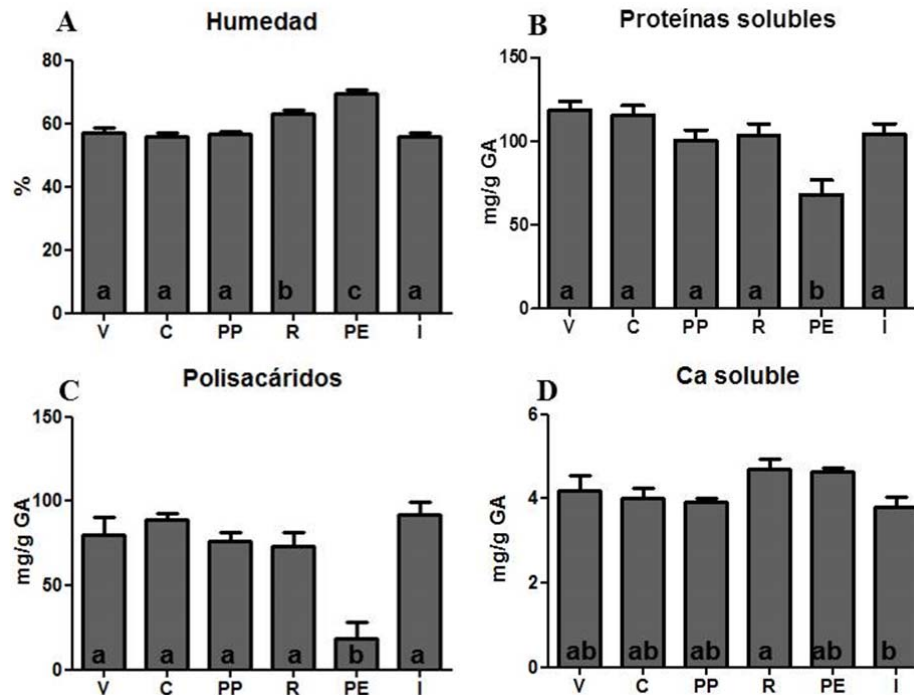 A
Humedad
80
60
40
20
0
%
a a a b c a
V C PP R PE I
B
Proteínas solubles
150
100
50
0
mg/g GA
a a a a b a
V C PP R PE I
C
Polisacáridos
150
100
50
0
mg/g GA
a a a a b a
V C PP R PE I
D
Ca soluble
6
4
2
0
mg/g GA
ab ab ab a ab b
V C PP R PE I